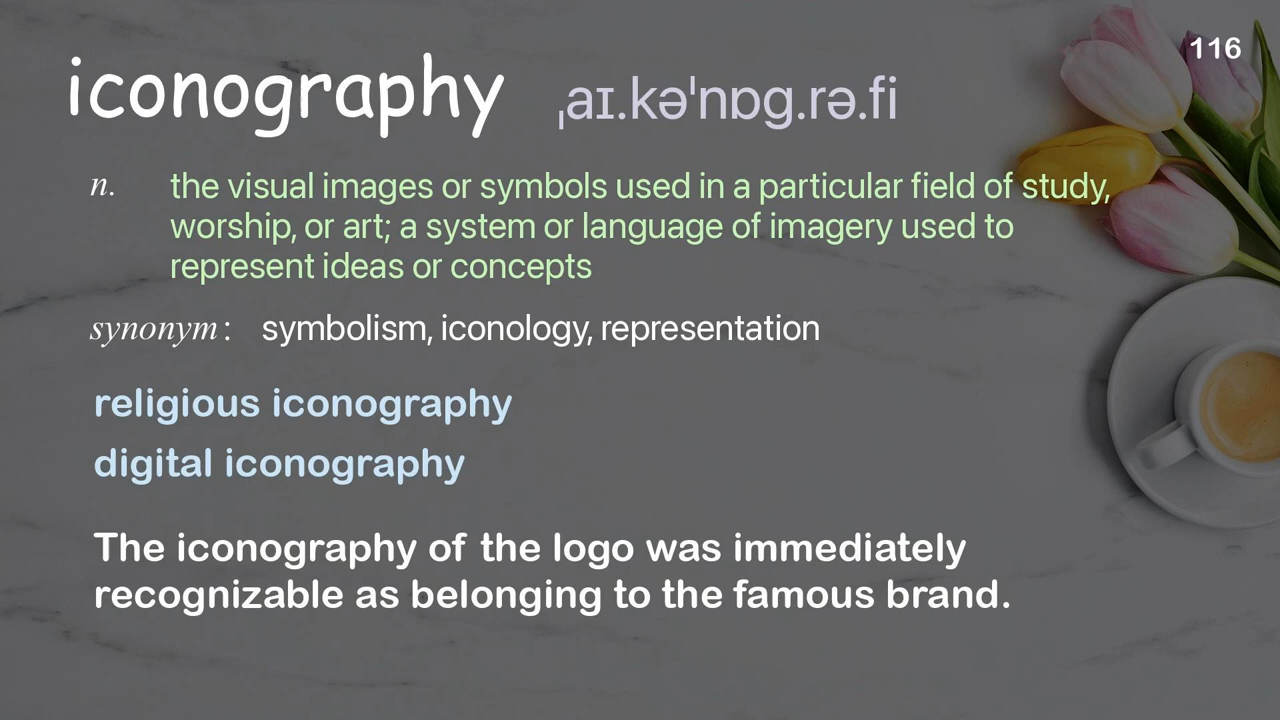 116
iconography ˌaɪ.kəˈnɒɡ.rə.fi
n. the visual images or symbols used in a particular field of study,
worship, or art; a system or language of imagery used to
represent ideas or concepts
synonym: symbolism, iconology, representation
religious iconography
digital iconography
The iconography of the logo was immediately
recognizable as belonging to the famous brand.